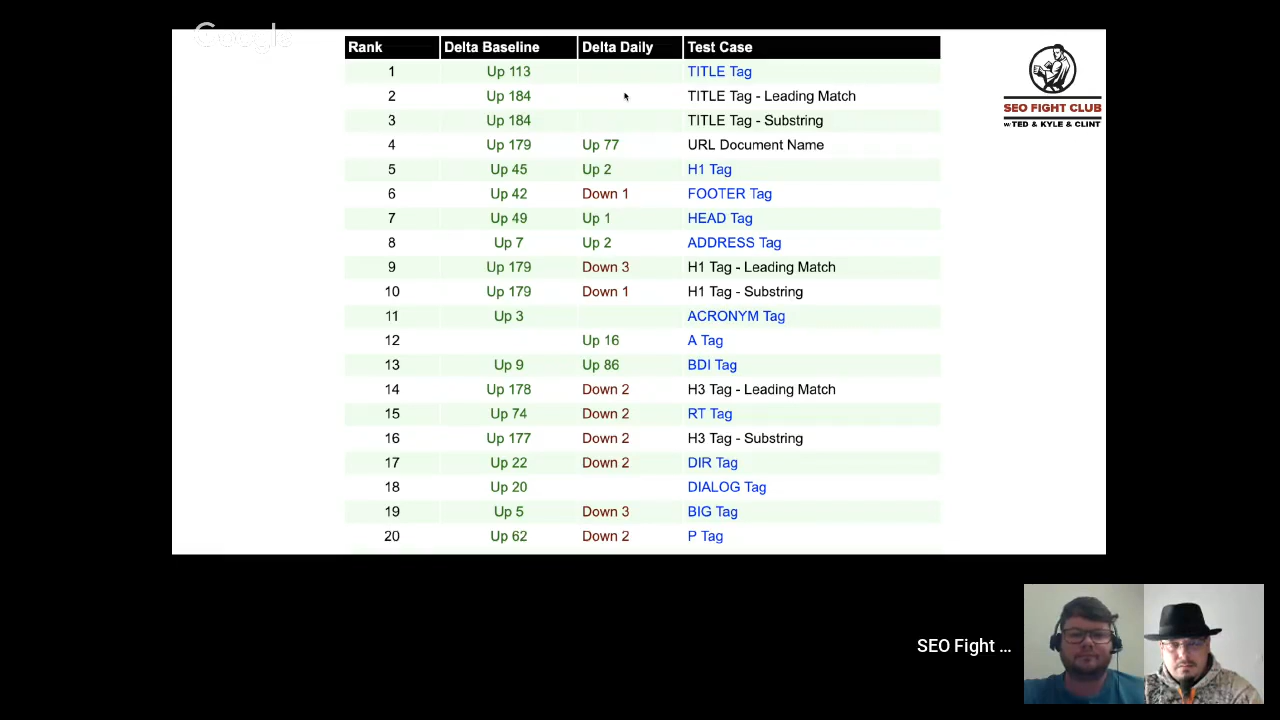 Google
Rank Delta Baseline Delta Daily Test Case
1 Up 113 TITLE Tag
2 Up 184 TITLE Tag - Leading Match
3 Up 184 TITLE Tag - Substring
4 Up 179 Up 77 URL Document Name
5 Up 45 Up 2 H1 Tag
6 Up 42 Down 1 FOOTER Tag
7 Up 49 Up 1 HEAD Tag
8 Up 7 Up 2 ADDRESS Tag
9 Up 179 Down 3 H1 Tag - Leading Match
10 Up 179 Down 1 H1 Tag - Substring
11 Up 3 ACRONYM Tag
12 Up 16 A Tag
13 Up 9 Up 86 BDI Tag
14 Up 178 Down 2 H3 Tag - Leading Match
15 Up 74 Down 2 RT Tag
16 Up 177 Down 2 H3 Tag - Substring
17 Up 22 Down 2 DIR Tag
18 Up 20 DIALOG Tag
19 Up 5 Down 3 BIG Tag
20 Up 62 Down 2 P Tag
SEO FIGHT CLUB
w/ TED & KYLE & CLINT
SEO Fight ...